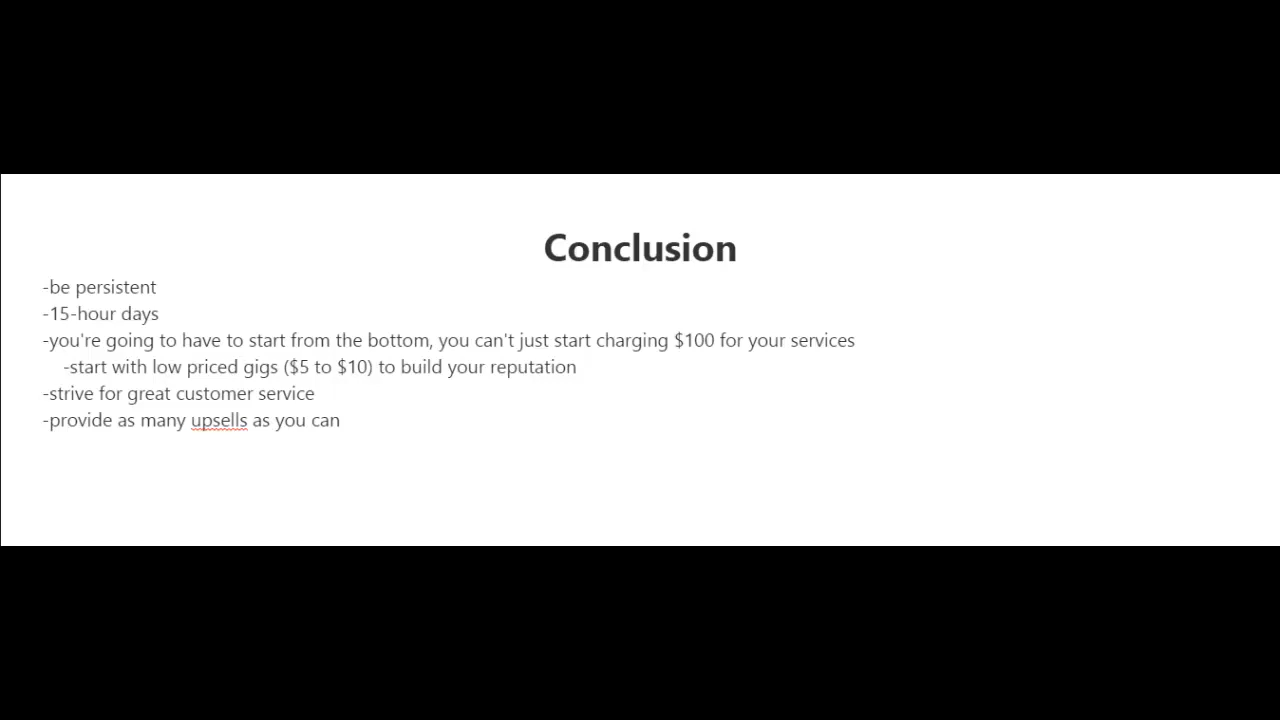 Conclusion
-be persistent
-15-hour days
-you're going to have to start from the bottom, you can't just start charging $100 for your services
-start with low priced gigs ($5 to $10) to build your reputation
-strive for great customer service
-provide as many upsells as you can